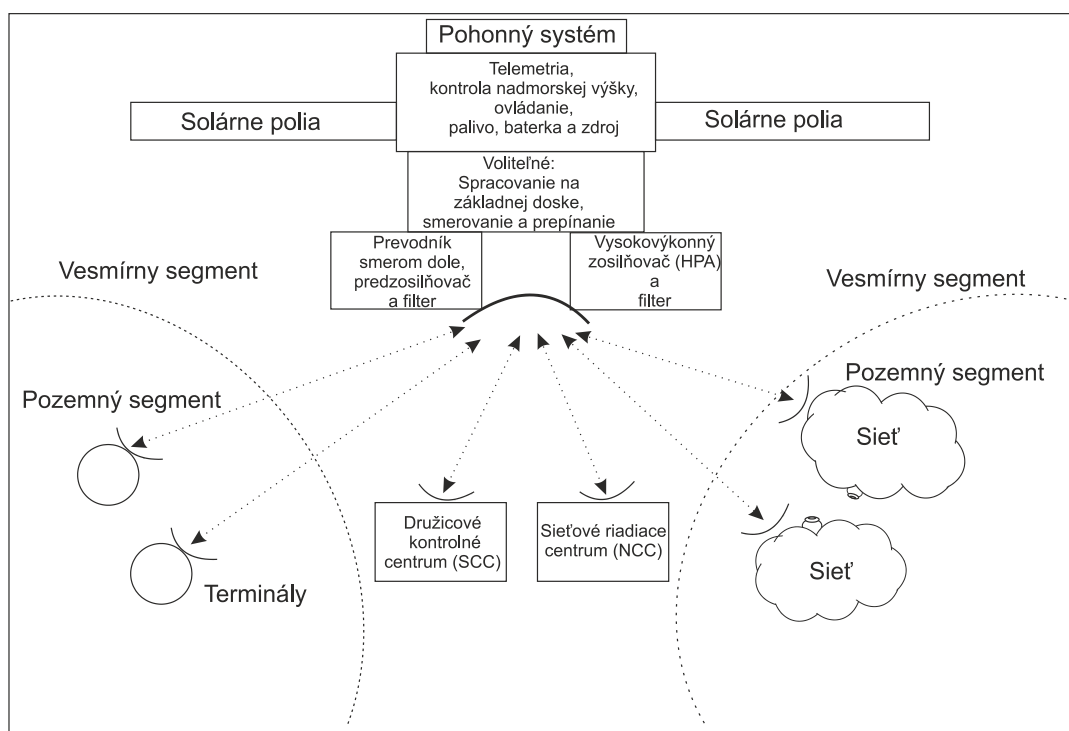 Pohonný systém
Telemetria,
kontrola nadmorskej výšky,
ovládanie,
palivo, baterka a zdroj
Solárne polia
Solárne polia
Voliteľné:
Spracovanie na
základnej doske,
smerovanie a prepínanie
Prevodník
smerom dole,
predzosilňovač
a filter
Vysokovýkonný
zosilňovač (HPA)
a
filter
Vesmírny segment
Vesmírny segment
Pozemný segment
Pozemný segment
Sieť
Družicové
kontrolné
centrum (SCC)
Sieťové riadiace
centrum (NCC)
Sieť
Terminály